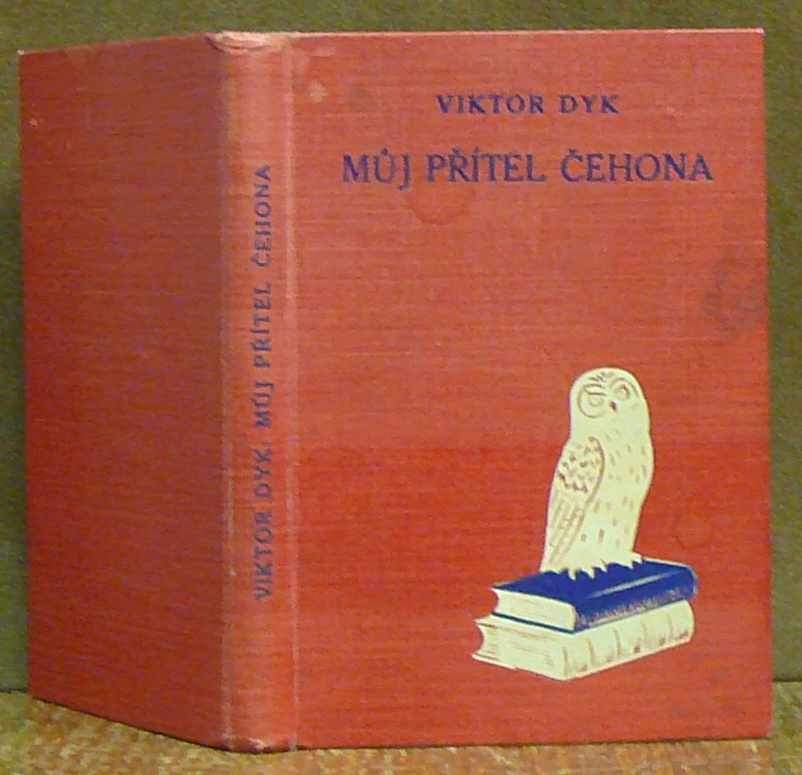 VIKTOR DYK
MŮJ PŘÍTEL ČEHONA
VIKTOR DYK: MŮJ PŘÍTEL ČEHONA